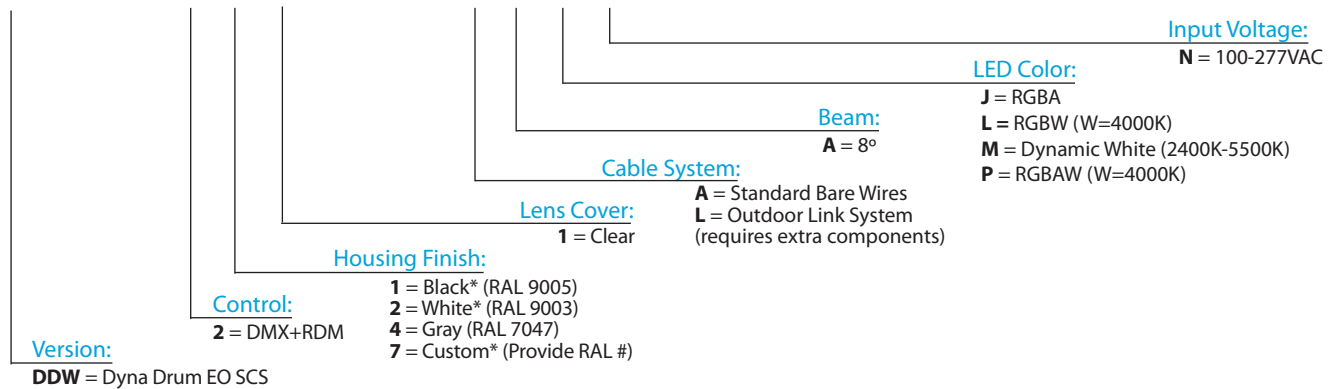 Input Voltage:
N = 100-277VAC
LED Color:
J = RGBA
L = RGBW (W=4000K)
M = Dynamic White (2400K-5500K)
P = RGBAW (W=4000K)
Beam:
A = 8º
Cable System:
A = Standard Bare Wires
L = Outdoor Link System
(requires extra components)
Lens Cover:
1 = Clear
Housing Finish:
1 = Black* (RAL 9005)
2 = White* (RAL 9003)
4 = Gray (RAL 7047)
7 = Custom* (Provide RAL #)
Control:
2 = DMX+RDM
Version:
DDW = Dyna Drum EO SCS